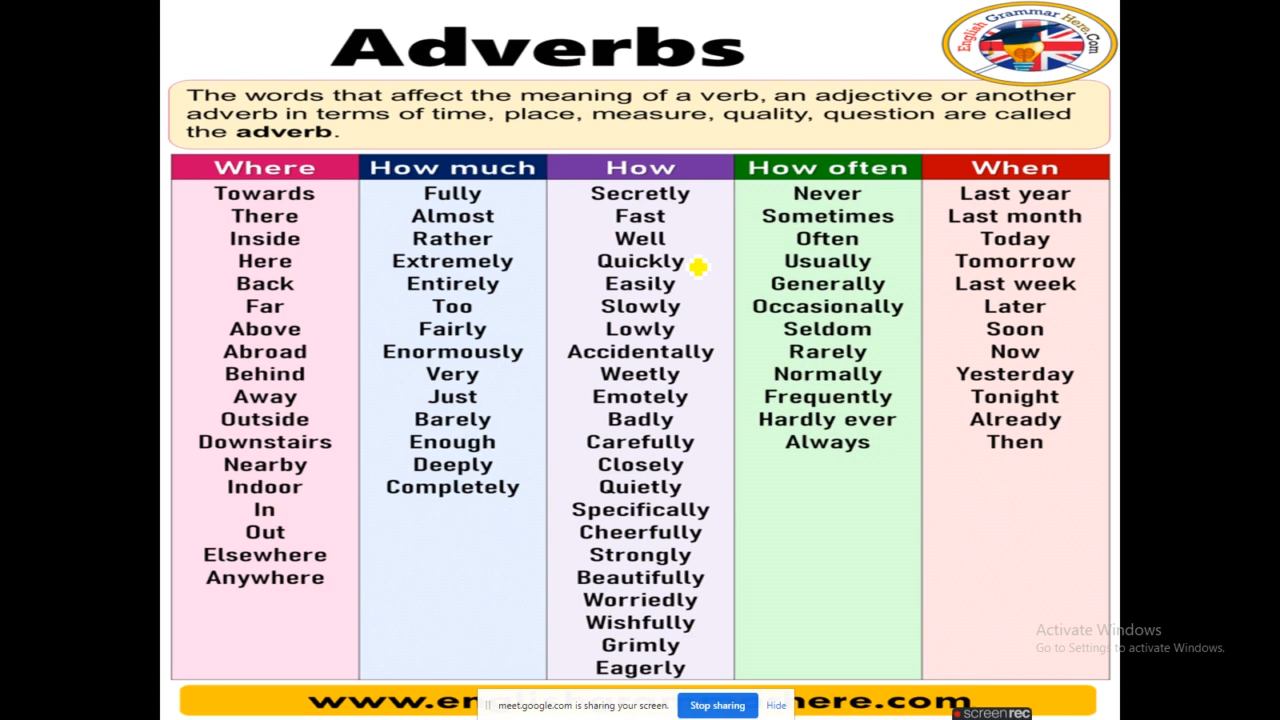 Adverbs
English Grammar Here.Com
The words that affect the meaning of a verb, an adjective or another
adverb in terms of time, place, measure, quality, question are called
the adverb.
Where
Towards
There
Inside
Here
Back
Far
Above
Abroad
Behind
Away
Outside
Downstairs
Nearby
Indoor
In
Out
Elsewhere
Anywhere
How much
Fully
Almost
Rather
Extremely
Entirely
Too
Fairly
Enormously
Very
Just
Barely
Enough
Deeply
Completely
How
Secretly
Fast
Well
Quickly
Easily
Slowly
Lowly
Accidentally
Weetly
Emotely
Badly
Carefully
Closely
Quietly
Specifically
Cheerfully
Strongly
Beautifully
Worriedly
Wishfully
Grimly
Eagerly
How often
Never
Sometimes
Often
Usually
Generally
Occasionally
Seldom
Rarely
Normally
Frequently
Hardly ever
Always
When
Last year
Last month
Today
Tomorrow
Last week
Later
Soon
Now
Yesterday
Tonight
Already
Then
Activate Windows
Go to Settings to activate Windows.
meet.google.com is sharing your screen.
Stop sharing
Hide
screenrec